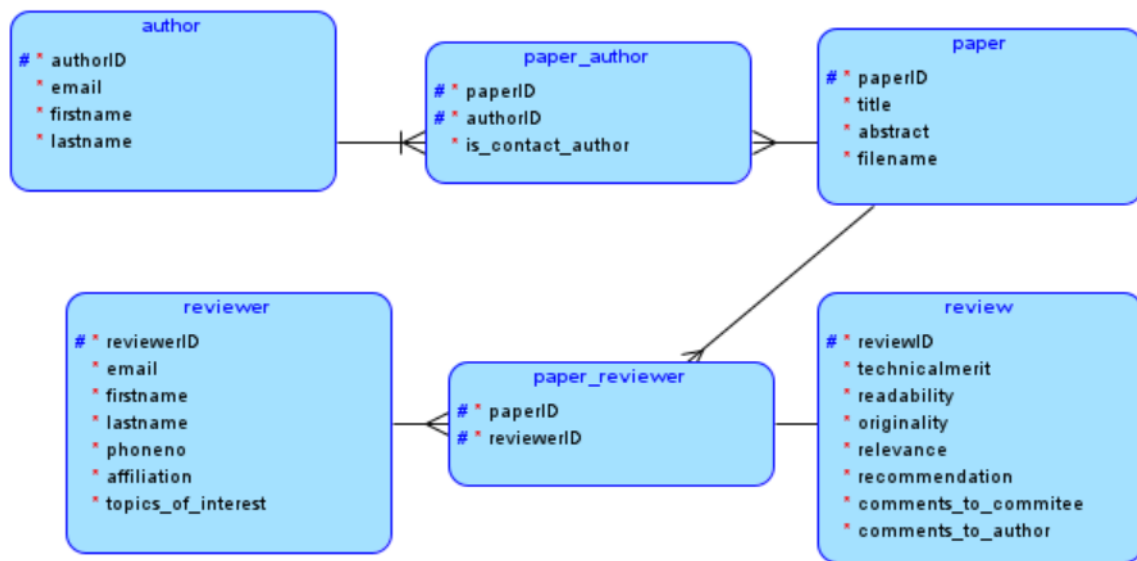 author
# * authorID
* email
* firstname
* lastname
paper_author
# * paperID
# * authorID
* is_contact_author
paper
# * paperID
* title
* abstract
* filename
reviewer
# * reviewerID
* email
* firstname
* lastname
* phoneno
* affiliation
* topics_of_interest
paper_reviewer
# * paperID
# * reviewerID
review
# * reviewID
* technicalmerit
* readability
* originality
* relevance
* recommendation
* comments_to_commitee
* comments_to_author